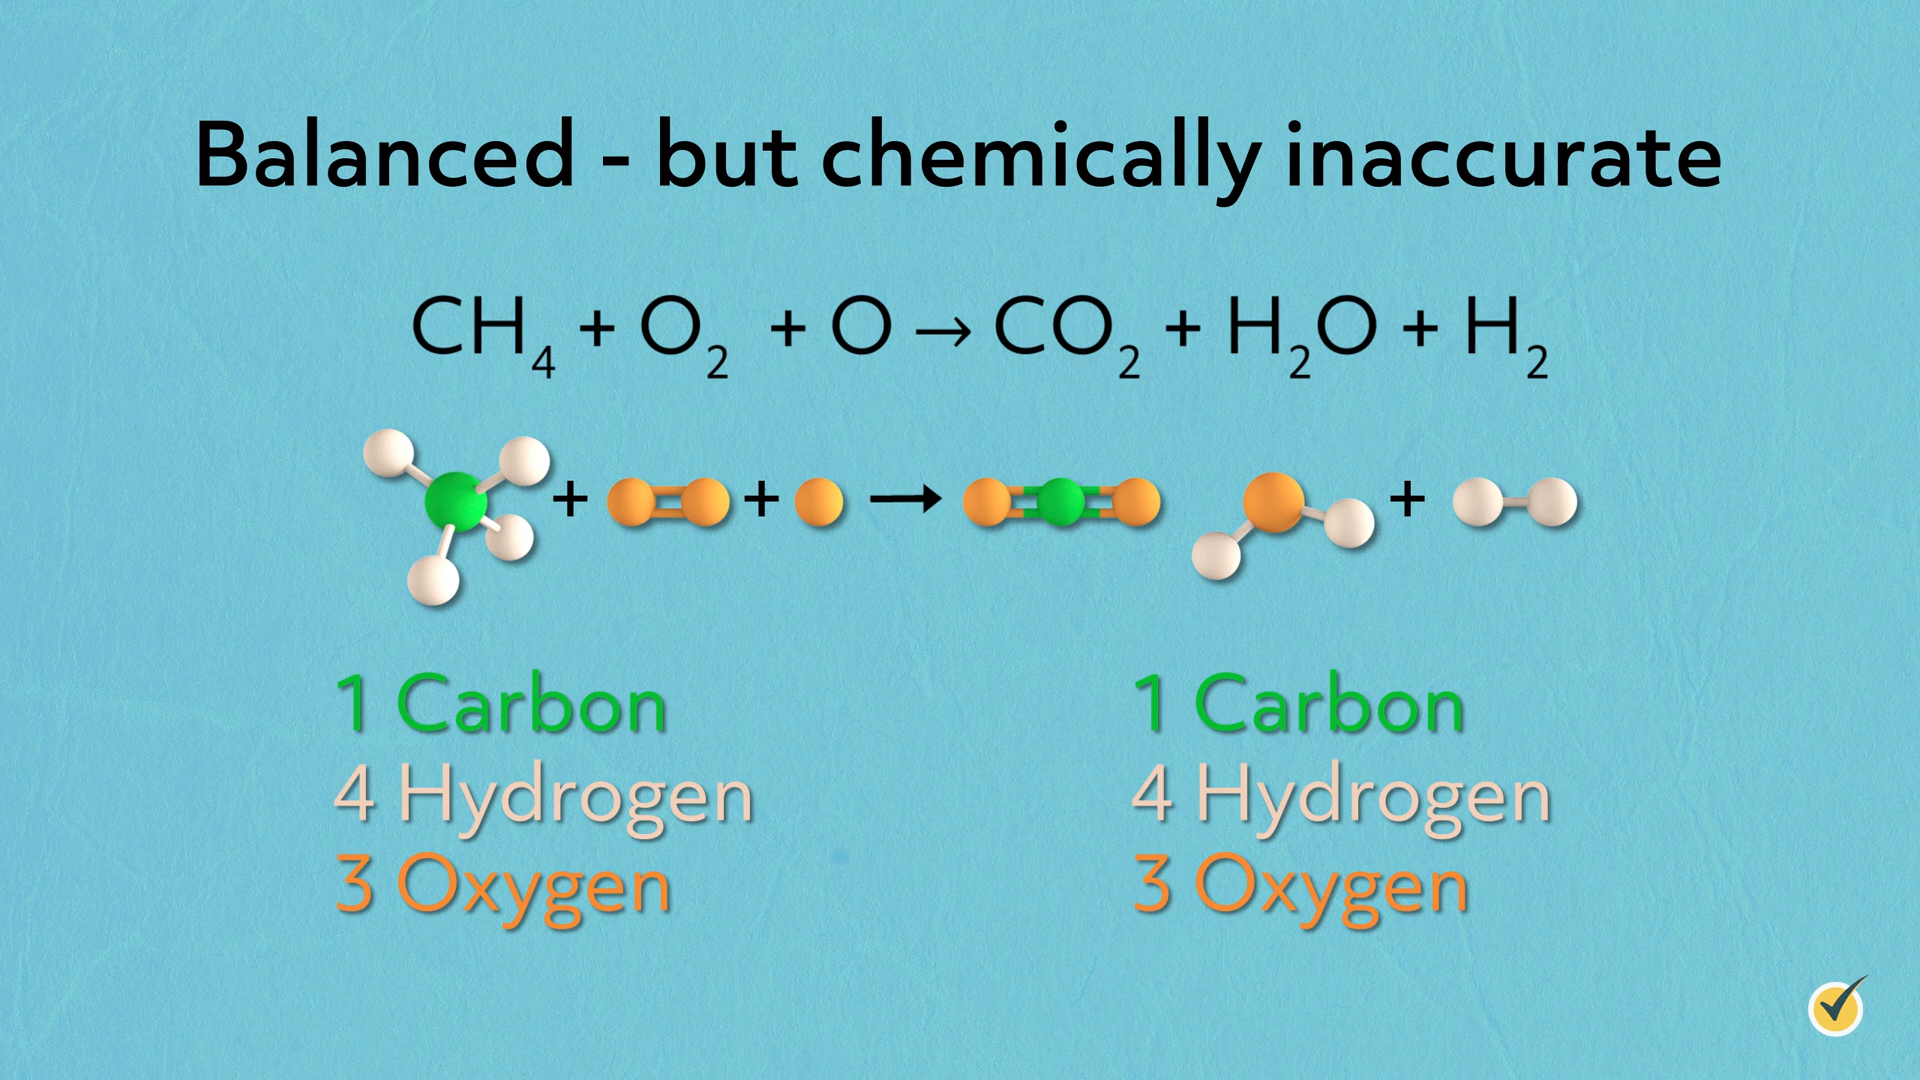 Balanced - but chemically inaccurate
CH₄ + O₂ + O → CO₂ + H₂O + H₂
+ + → +
1 Carbon
4 Hydrogen
3 Oxygen
1 Carbon
4 Hydrogen
3 Oxygen